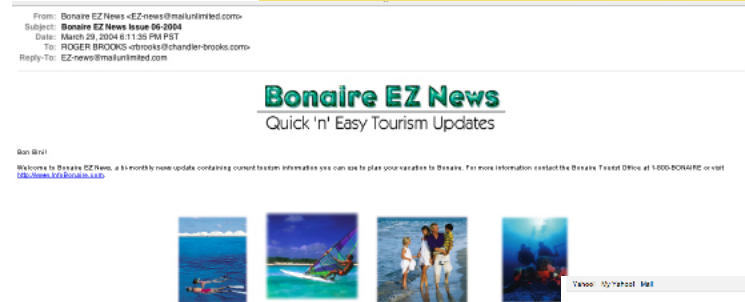 From: Bonaire EZ News <EZ-news@mailunlimited.com>
Subject: Bonaire EZ News Issue 06-2004
Date: March 29, 2004 6:11:35 PM PST
To: ROGER BROOKS <rbrooks@chandler-brooks.com>
Reply-To: EZ-news@mailunlimited.com
Bonaire EZ News
Quick 'n' Easy Tourism Updates
Bon Bini!
Welcome to Bonaire EZ News, a bi-monthly news update containing current tourism information you can use to plan your vacation to Bonaire. For more information contact the Bonaire Tourist Office at 1-800-BONAIRE or visit
http://www.InfoBonaire.com.
Yahoo! My Yahoo! Mail